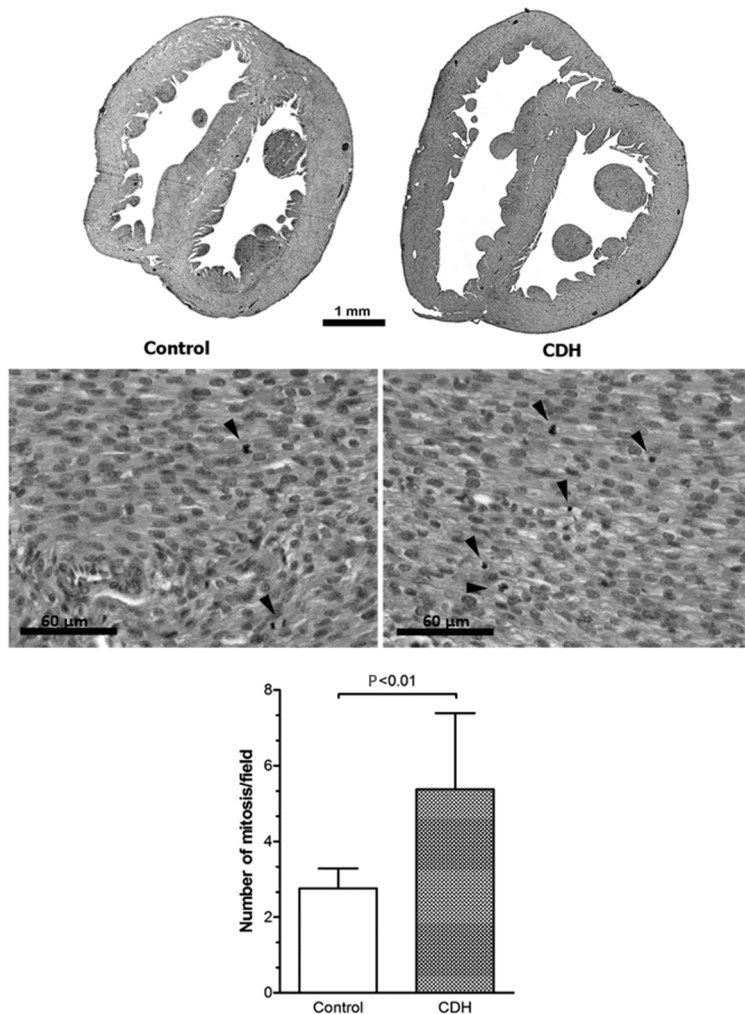 1 mm
Control
CDH
60 µm
60 µm
P<0.01
Number of mitosis/field
8
6
4
2
0
Control
CDH